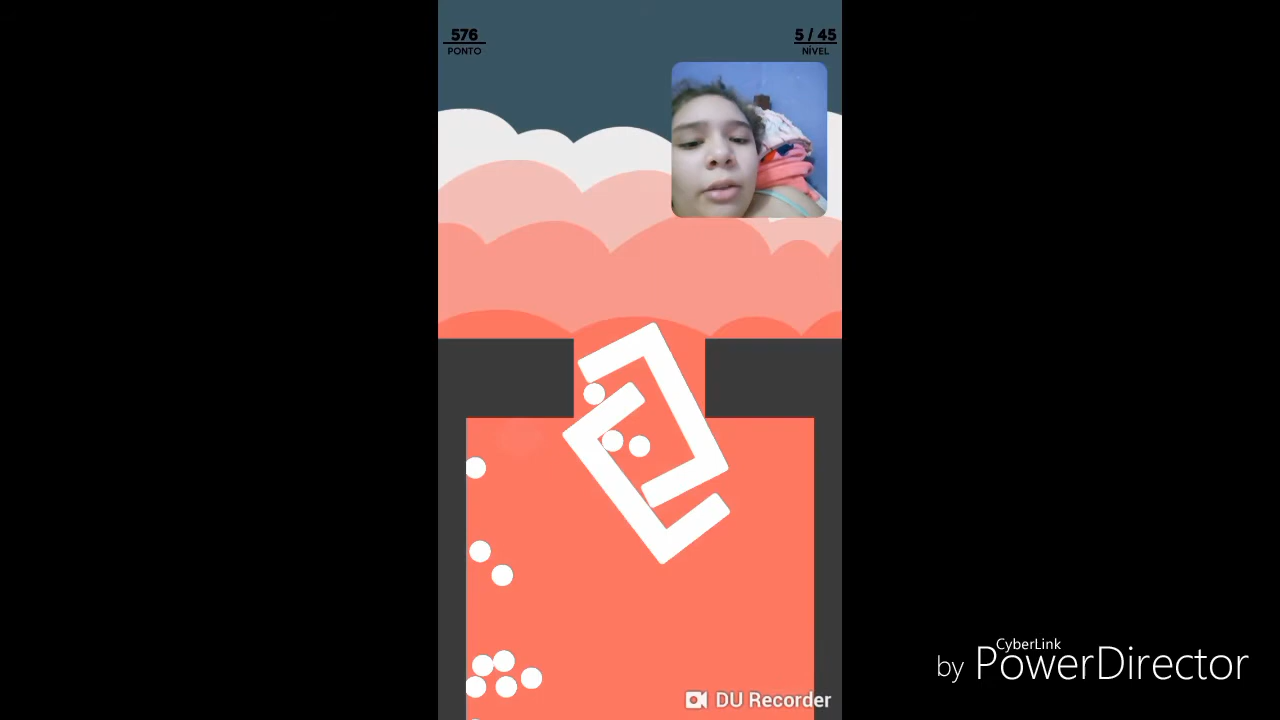 576
PONTO
5 / 45
NÍVEL
DU Recorder
CyberLink
by PowerDirector